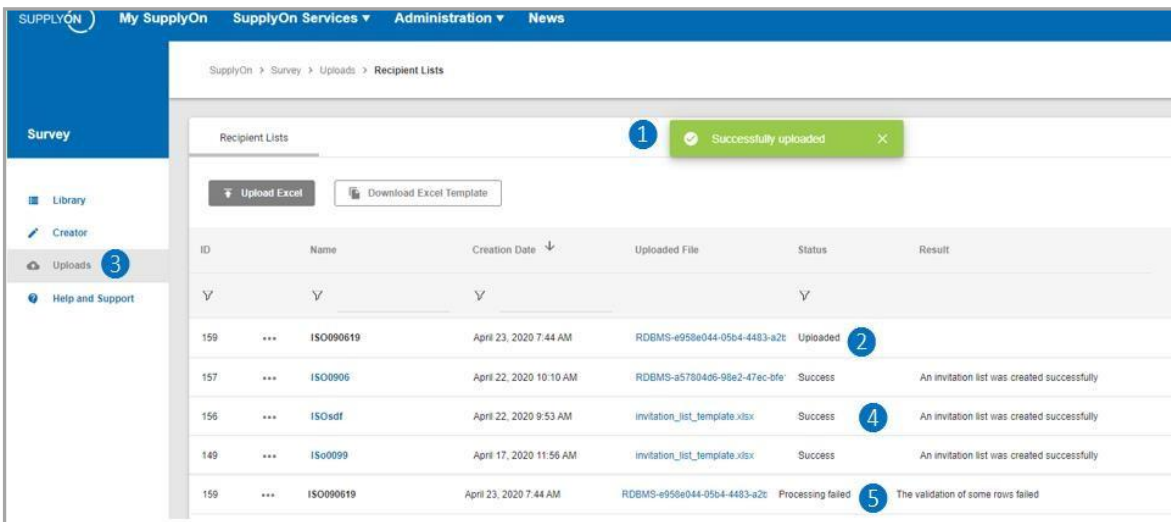 SUPPLYON My SupplyOn SupplyOn Services ▾ Administration ▾ News
SupplyOn > Survey > Uploads > Recipient Lists
Survey
Recipient Lists
1 Successfully uploaded ×
Upload Excel Download Excel Template
Library
Creator
Uploads 3
Help and Support
ID Name Creation Date ↓ Uploaded File Status Result
159 ••• ISO090619 April 23, 2020 7:44 AM RDBMS-e958e044-05b4-4483-a2b Uploaded 2
157 ••• ISO0906 April 22, 2020 10:10 AM RDBMS-a57804d6-98e2-47ec-bfe Success An invitation list was created successfully
156 ••• ISOsdf April 22, 2020 9:53 AM invitation_list_template.xlsx Success 4 An invitation list was created successfully
149 ••• ISo0099 April 17, 2020 11:56 AM invitation_list_template.xlsx Success An invitation list was created successfully
159 ••• ISO090619 April 23, 2020 7:44 AM RDBMS-e958e044-05b4-4483-a2b Processing failed 5 The validation of some rows failed